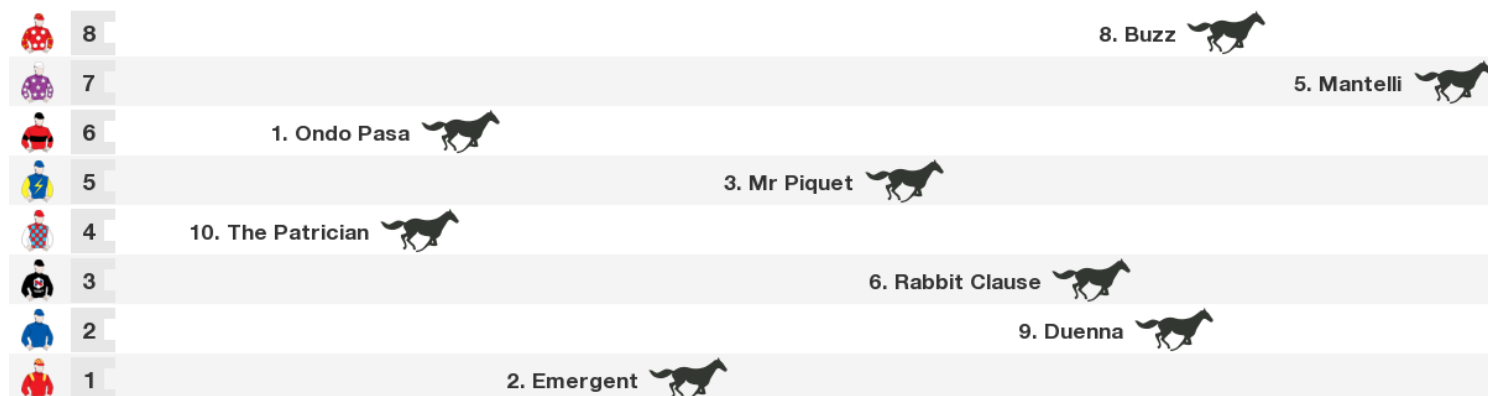 8 8. Buzz
7 5. Mantelli
6 1. Ondo Pasa
5 3. Mr Piquet
4 10. The Patrician
N
3 6. Rabbit Clause
2 9. Duenna
1 2. Emergent